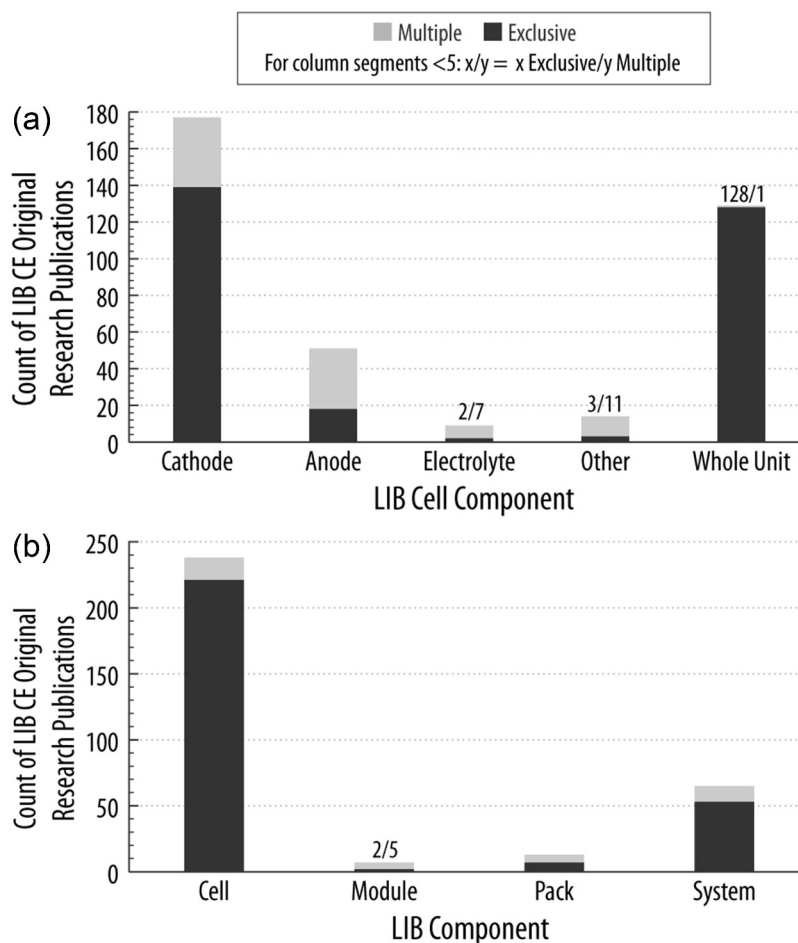 Multiple Exclusive
For column segments <5: x/y = x Exclusive/y Multiple
(a)
Count of LIB CE Original
Research Publications
180
160
140
120
100
80
60
40
20
0
2/7
3/11
128/1
Cathode Anode Electrolyte Other Whole Unit
LIB Cell Component
(b)
Count of LIB CE Original
Research Publications
250
200
150
100
50
0
2/5
Cell Module Pack System
LIB Component